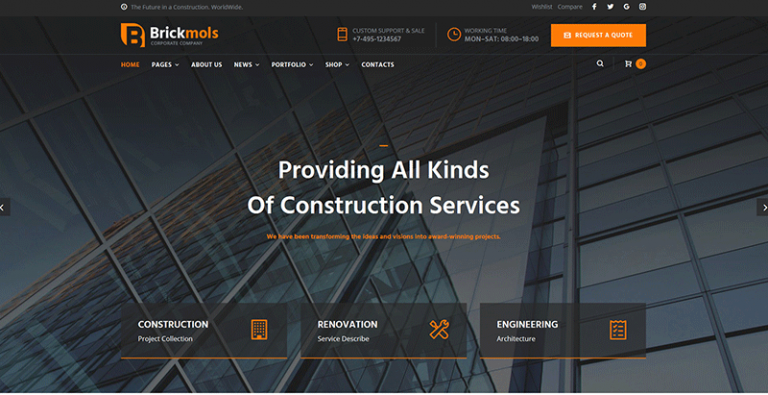 The Future in a Construction. WorldWide.
Wishlist Compare
Brickmols
CORPORATE COMPANY
CUSTOM SUPPORT & SALE
+7-495-1234567
WORKING TIME
MON-SAT: 08:00-18:00
REQUEST A QUOTE
HOME PAGES ABOUT US NEWS PORTFOLIO SHOP CONTACTS
0
Providing All Kinds
Of Construction Services
We have been transforming the ideas and visions into award-winning projects.
CONSTRUCTION
Project Collection
RENOVATION
Service Describe
ENGINEERING
Architecture